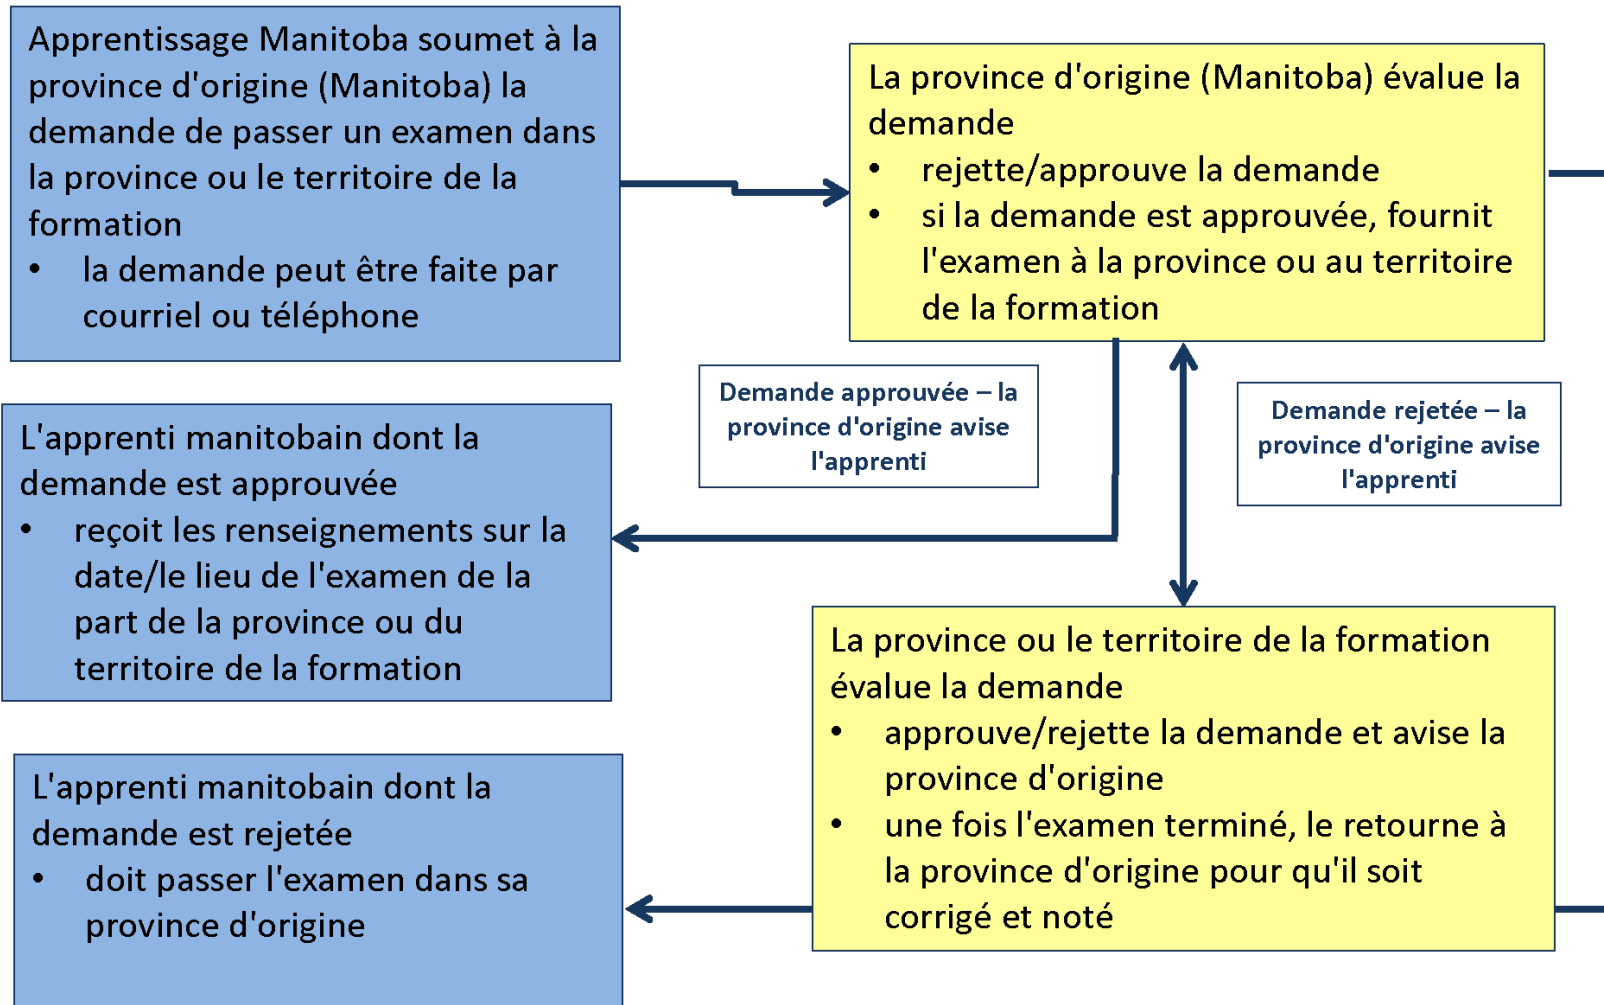 Apprentissage Manitoba soumet à la
province d'origine (Manitoba) la
demande de passer un examen dans
la province ou le territoire de la
formation
• la demande peut être faite par
courriel ou téléphone
La province d'origine (Manitoba) évalue la
demande
• rejette/approuve la demande
• si la demande est approuvée, fournit
l'examen à la province ou au territoire
de la formation
Demande approuvée – la
province d'origine avise
l'apprenti
Demande rejetée – la
province d'origine avise
l'apprenti
L'apprenti manitobain dont la
demande est approuvée
• reçoit les renseignements sur la
date/le lieu de l'examen de la
part de la province ou du
territoire de la formation
La province ou le territoire de la formation
évalue la demande
• approuve/rejette la demande et avise la
province d'origine
• une fois l'examen terminé, le retourne à
la province d'origine pour qu'il soit
corrigé et noté
L'apprenti manitobain dont la
demande est rejetée
• doit passer l'examen dans sa
province d'origine